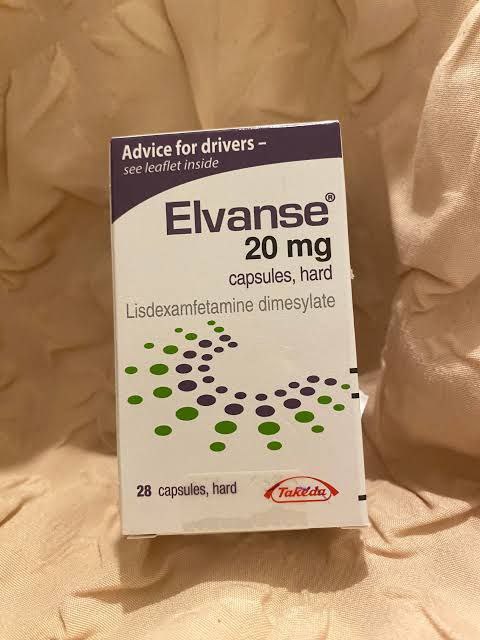 Advice for drivers –
see leaflet inside
Elvanse®
20 mg
capsules, hard
Lisdexamfetamine dimesylate
28 capsules, hard
Takeda